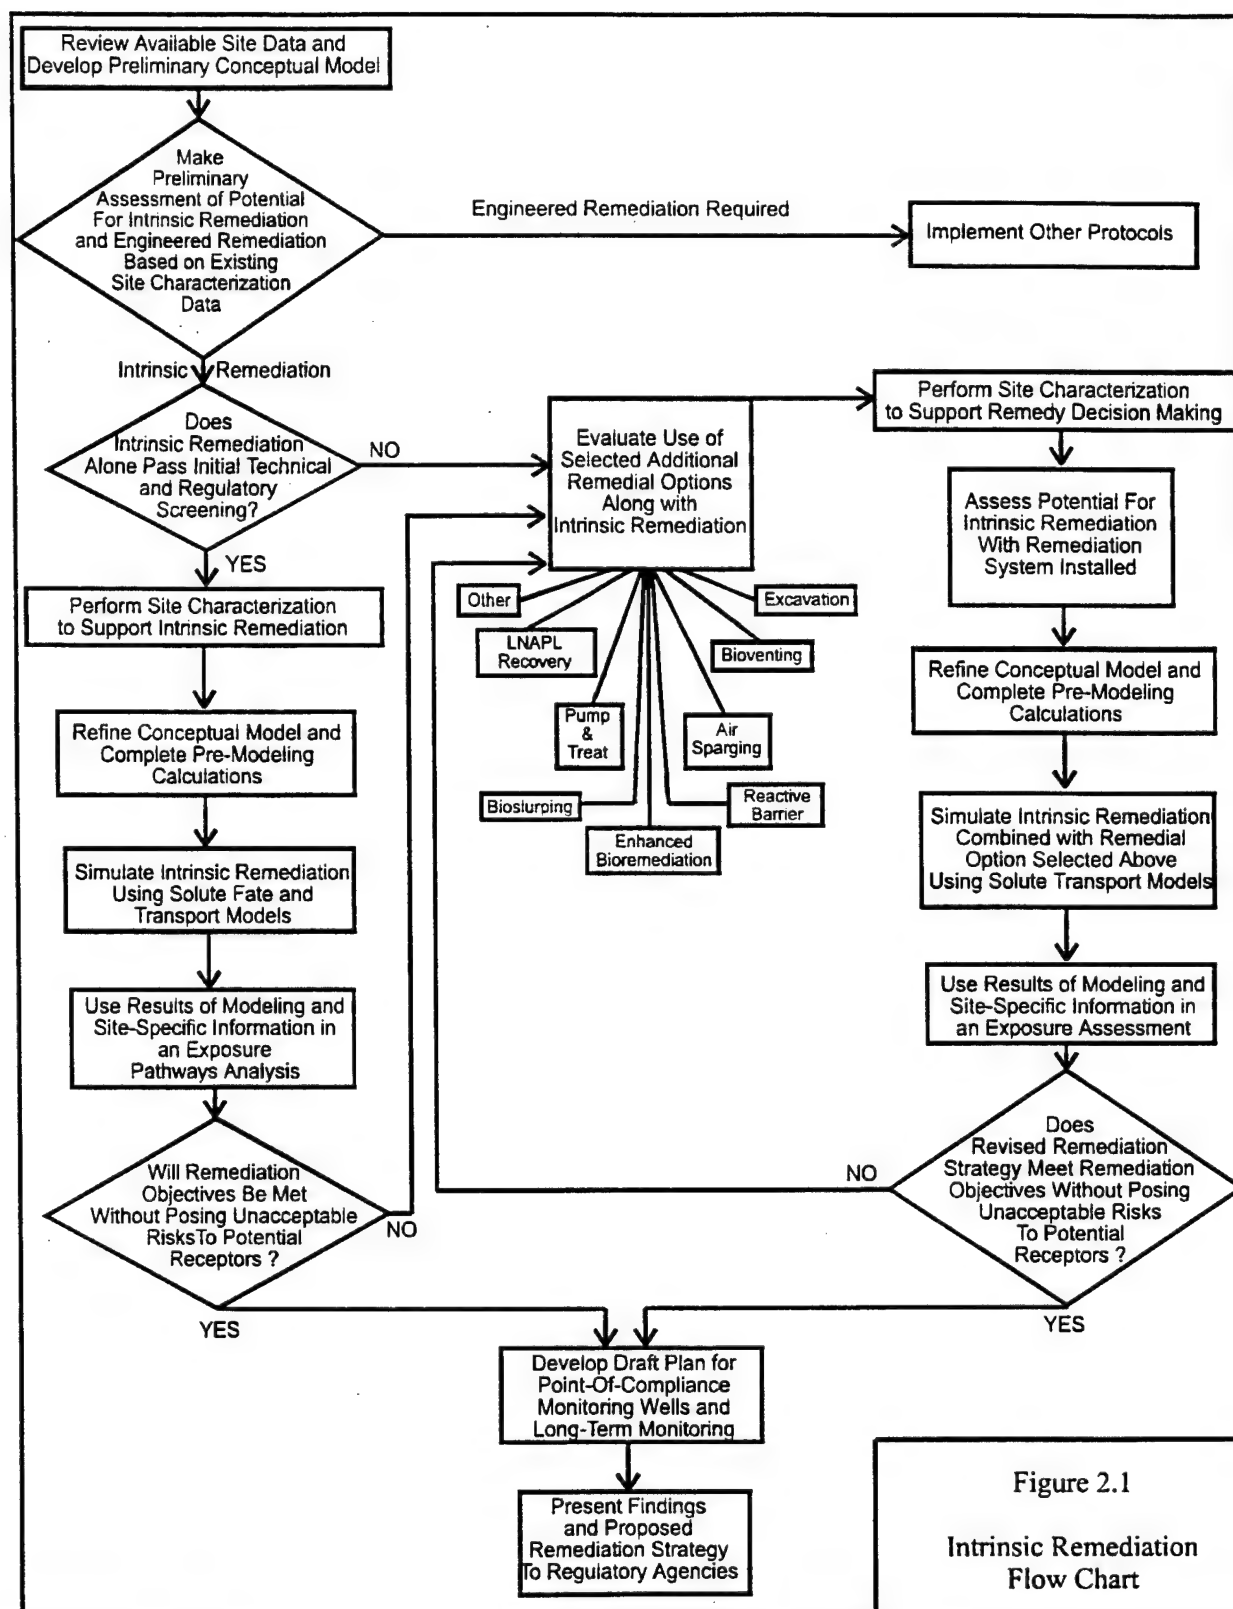 Review Available Site Data and
Develop Preliminary Conceptual Model
Make
Preliminary
Assessment of Potential
For Intrinsic Remediation
and Engineered Remediation
Based on Existing
Site Characterization
Data
Engineered Remediation Required
Implement Other Protocols
Intrinsic Remediation
Does
Intrinsic Remediation
Alone Pass Initial Technical
and Regulatory
Screening?
NO
YES
Evaluate Use of
Selected Additional
Remedial Options
Along with
Intrinsic Remediation
Other
LNAPL
Recovery
Pump
&
Treat
Bioslurping
Enhanced
Bioremediation
Reactive
Barrier
Air
Sparging
Bioventing
Excavation
Perform Site Characterization
to Support Intrinsic Remediation
Refine Conceptual Model and
Complete Pre-Modeling
Calculations
Simulate Intrinsic Remediation
Using Solute Fate and
Transport Models
Use Results of Modeling and
Site-Specific Information in
an Exposure
Pathways Analysis
Will Remediation
Objectives Be Met
Without Posing Unacceptable
RisksTo Potential
Receptors ?
NO
YES
Perform Site Characterization
to Support Remedy Decision Making
Assess Potential For
Intrinsic Remediation
With Remediation
System Installed
Refine Conceptual Model and
Complete Pre-Modeling
Calculations
Simulate Intrinsic Remediation
Combined with Remedial
Option Selected Above
Using Solute Transport Models
Use Results of Modeling and
Site-Specific Information in
an Exposure Assessment
Does
Revised Remediation
Strategy Meet Remediation
Objectives Without Posing
Unacceptable Risks
To Potential
Receptors ?
NO
YES
Develop Draft Plan for
Point-Of-Compliance
Monitoring Wells and
Long-Term Monitoring
Present Findings
and Proposed
Remediation Strategy
To Regulatory Agencies
Figure 2.1
Intrinsic Remediation
Flow Chart